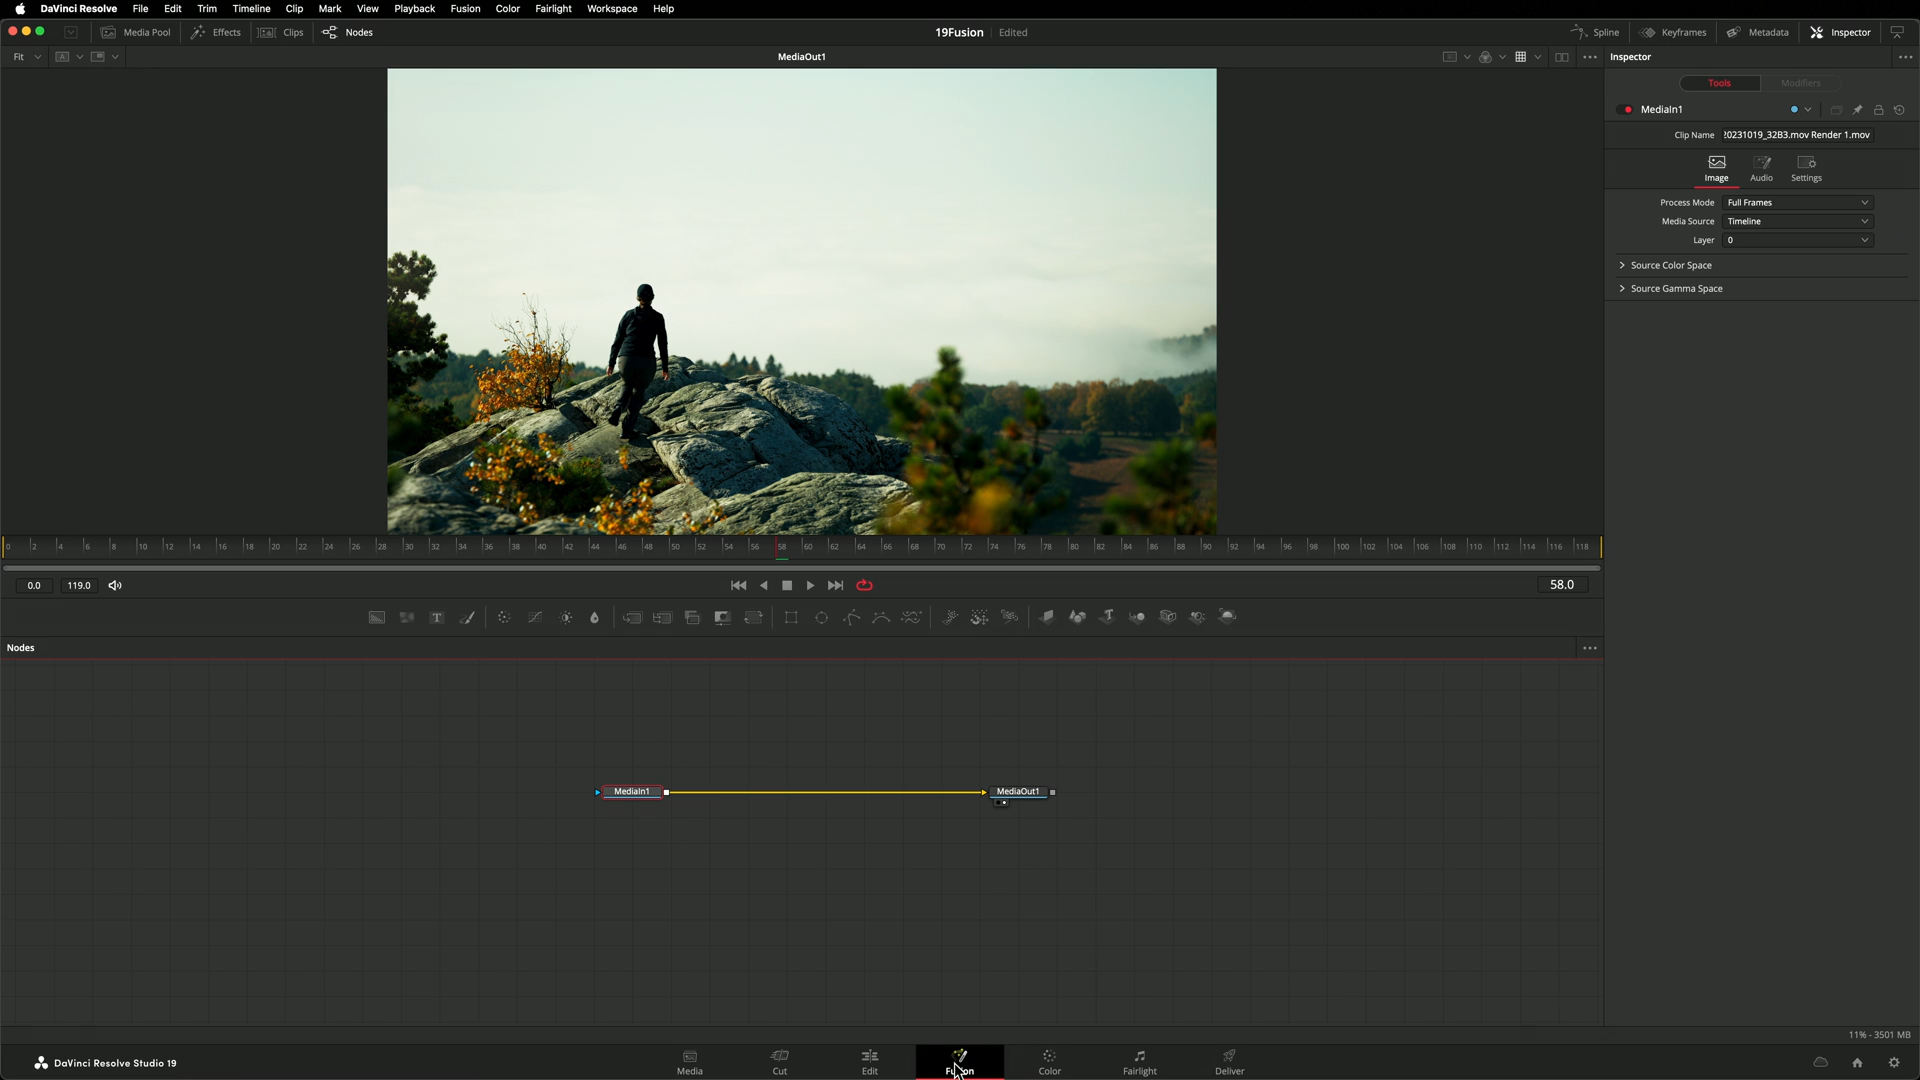 DaVinci Resolve File Edit Trim Timeline Clip Mark View Playback Fusion Color Fairlight Workspace Help
Media Pool Effects Clips Nodes 19Fusion Edited Spline Keyframes Metadata Inspector
Fit A MediaOut1 Inspector
Tools Modifiers
MediaIn1
Clip Name 20231019_32B3.mov Render 1.mov
Image Audio Settings
Process Mode Full Frames
Media Source Timeline
Layer 0
Source Color Space
Source Gamma Space
0 2 4 6 8 10 12 14 16 18 20 22 24 26 28 30 32 34 36 38 40 42 44 46 48 50 52 54 56 58 60 62 64 66 68 70 72 74 76 78 80 82 84 86 88 90 92 94 96 98 100 102 104 106 108 110 112 114 116 118
0.0 119.0 58.0
T
Nodes
MediaIn1 MediaOut1
11% - 3501 MB
DaVinci Resolve Studio 19 Media Cut Edit Fusion Color Fairlight Deliver